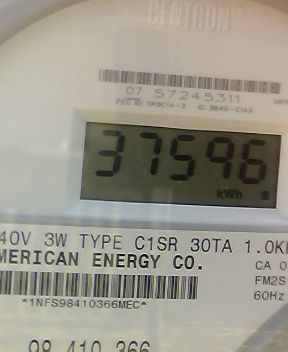 CENTRON
07 57245311
37596
kWh
40V 3W TYPE C1SR 30TA 1.0K
MERICAN ENERGY CO. CA 0
FM2S
*1NFS98410366MEC* 60Hz
98 410 366